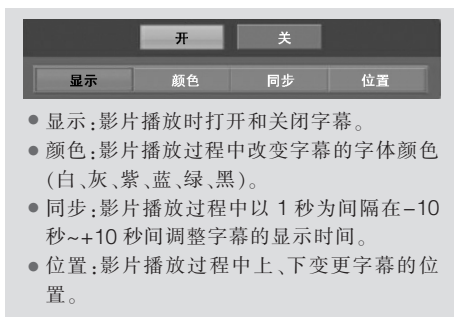 开 关
显示 颜色 同步 位置
● 显示:影片播放时打开和关闭字幕。
● 颜色:影片播放过程中改变字幕的字体颜色
(白、灰、紫、蓝、绿、黑)。
● 同步:影片播放过程中以 1 秒为间隔在-10
秒~+10 秒间调整字幕的显示时间。
● 位置:影片播放过程中上、下变更字幕的位
置。